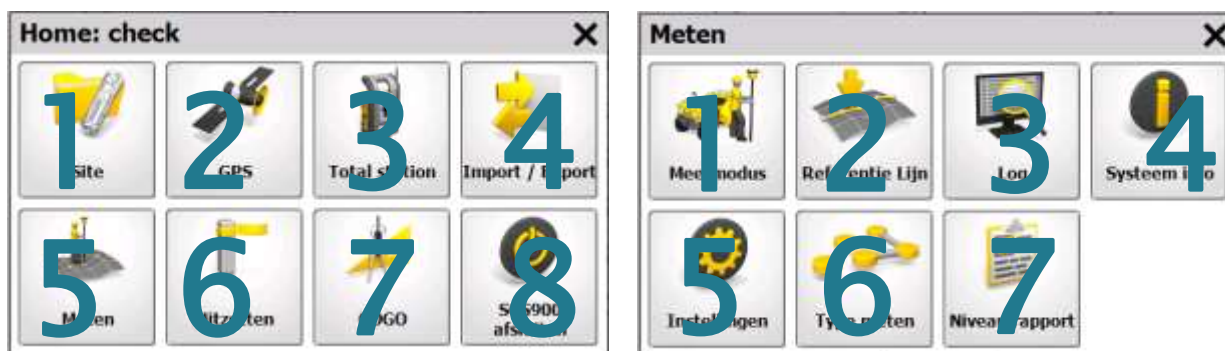 Home: check
1 2 3 4
Site GPS Total station Import / Export
5 6 7 8
Meten Uitzetten COGO SCS900 afsluiten
Meten
1 2 3 4
Meetmodus Referentie Lijn Log Systeem info
5 6 7
Instellingen Type meten Niveau rapport